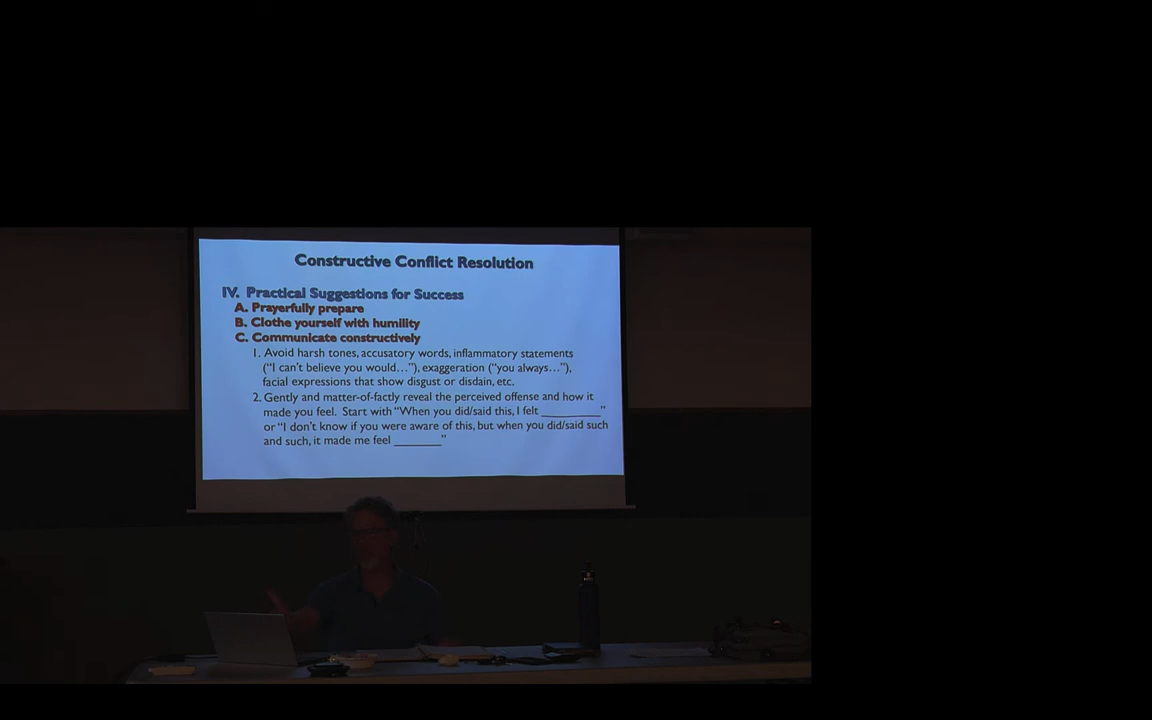 Constructive Conflict Resolution
IV. Practical Suggestions for Success
A. Prayerfully prepare
B. Clothe yourself with humility
C. Communicate constructively
1. Avoid harsh tones, accusatory words, inflammatory statements
(“I can’t believe you would…”), exaggeration (“you always…”),
facial expressions that show disgust or disdain, etc.
2. Gently and matter-of-factly reveal the perceived offense and how it
made you feel. Start with “When you did/said this, I felt __________”
or “I don’t know if you were aware of this, but when you did/said such
and such, it made me feel ________”